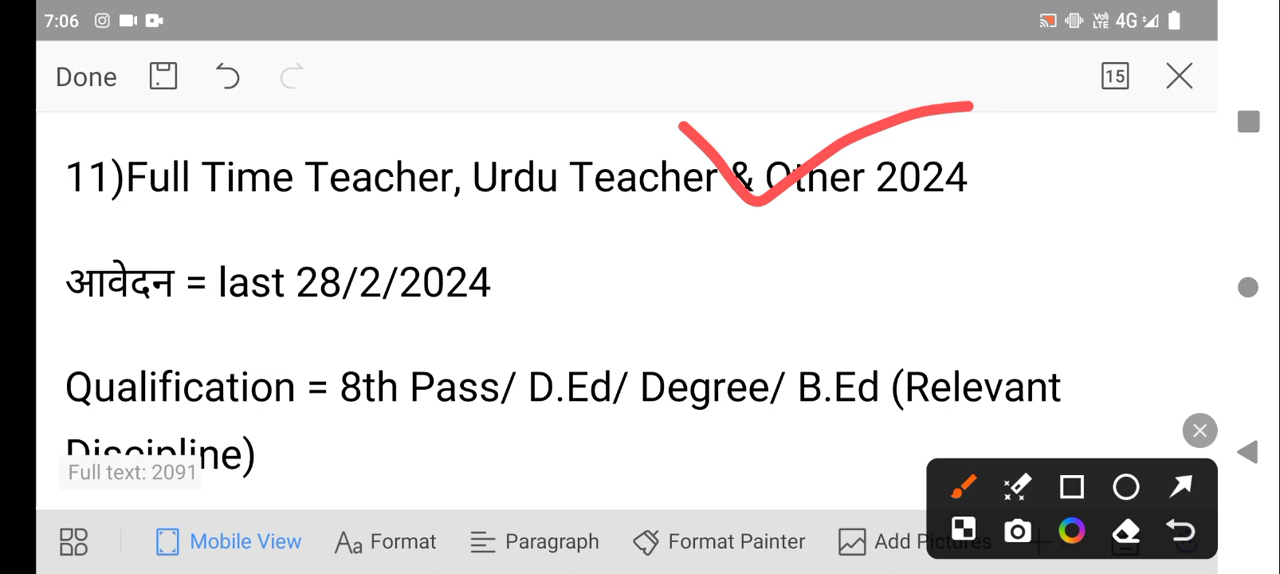 7:06 VoI LTE 4G
Done 15
11)Full Time Teacher, Urdu Teacher & Other 2024
आवेदन = last 28/2/2024
Qualification = 8th Pass/ D.Ed/ Degree/ B.Ed (Relevant
Discipline)
Full text: 2091
Mobile View Format Paragraph Format Painter Add Pictures